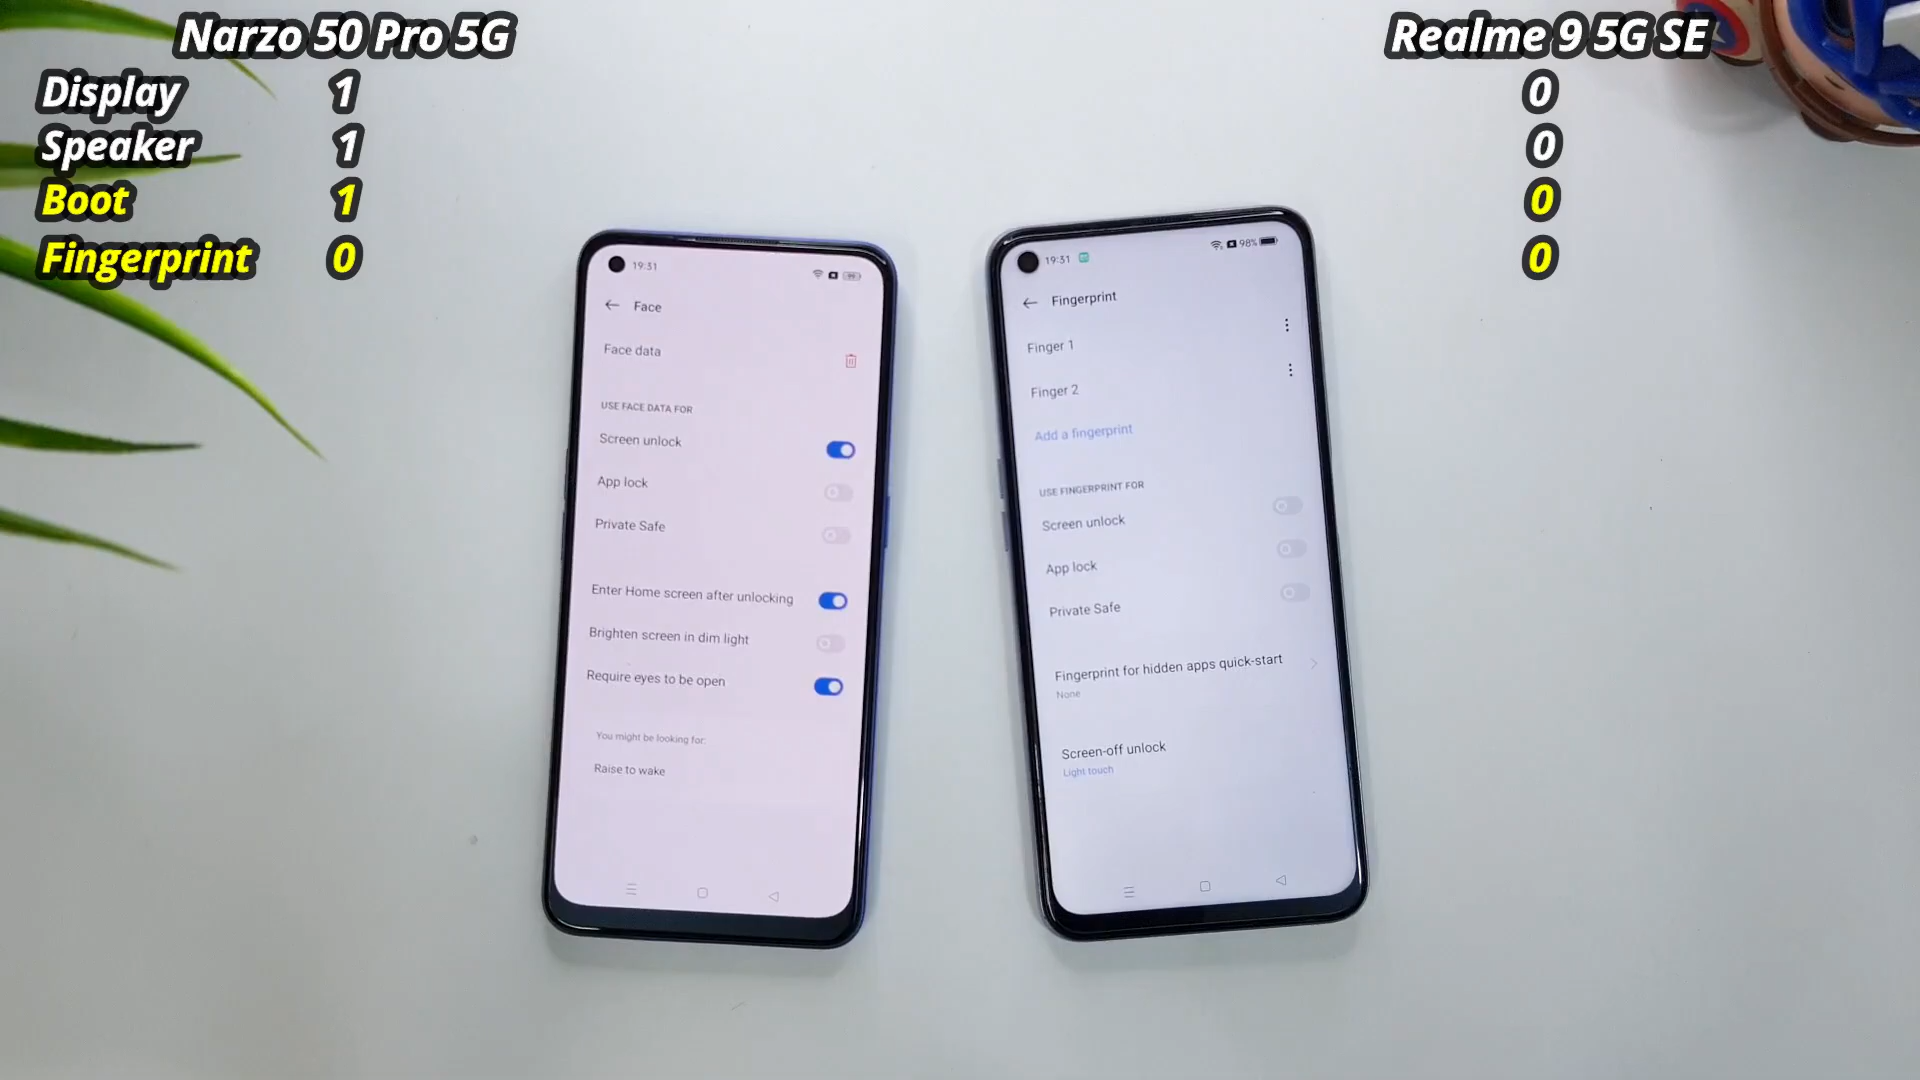 Narzo 50 Pro 5G
Realme 9 5G SE
Display 1 0
Speaker 1 0
Boot 1 0
Fingerprint 0 0
19:31
Face
Face data
USE FACE DATA FOR
Screen unlock
App lock
Private Safe
Enter Home screen after unlocking
Brighten screen in dim light
Require eyes to be open
You might be looking for:
Raise to wake
19:31
98%
Fingerprint
Finger 1
Finger 2
Add a fingerprint
USE FINGERPRINT FOR
Screen unlock
App lock
Private Safe
Fingerprint for hidden apps quick-start
None
Screen-off unlock
Light touch